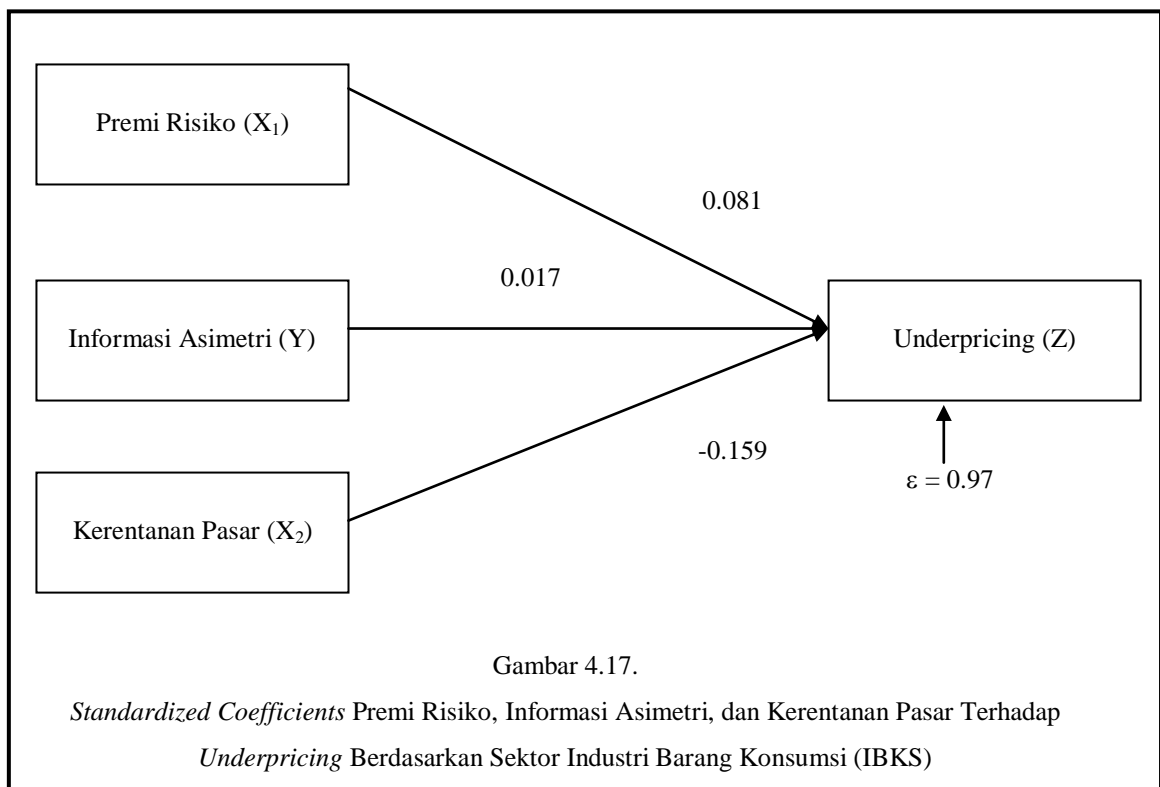 Premi Risiko (X₁)
0.081
0.017
Informasi Asimetri (Y)
Underpricing (Z)
-0.159
ε = 0.97
Kerentanan Pasar (X₂)
Gambar 4.17.
Standardized Coefficients Premi Risiko, Informasi Asimetri, dan Kerentanan Pasar Terhadap
Underpricing Berdasarkan Sektor Industri Barang Konsumsi (IBKS)